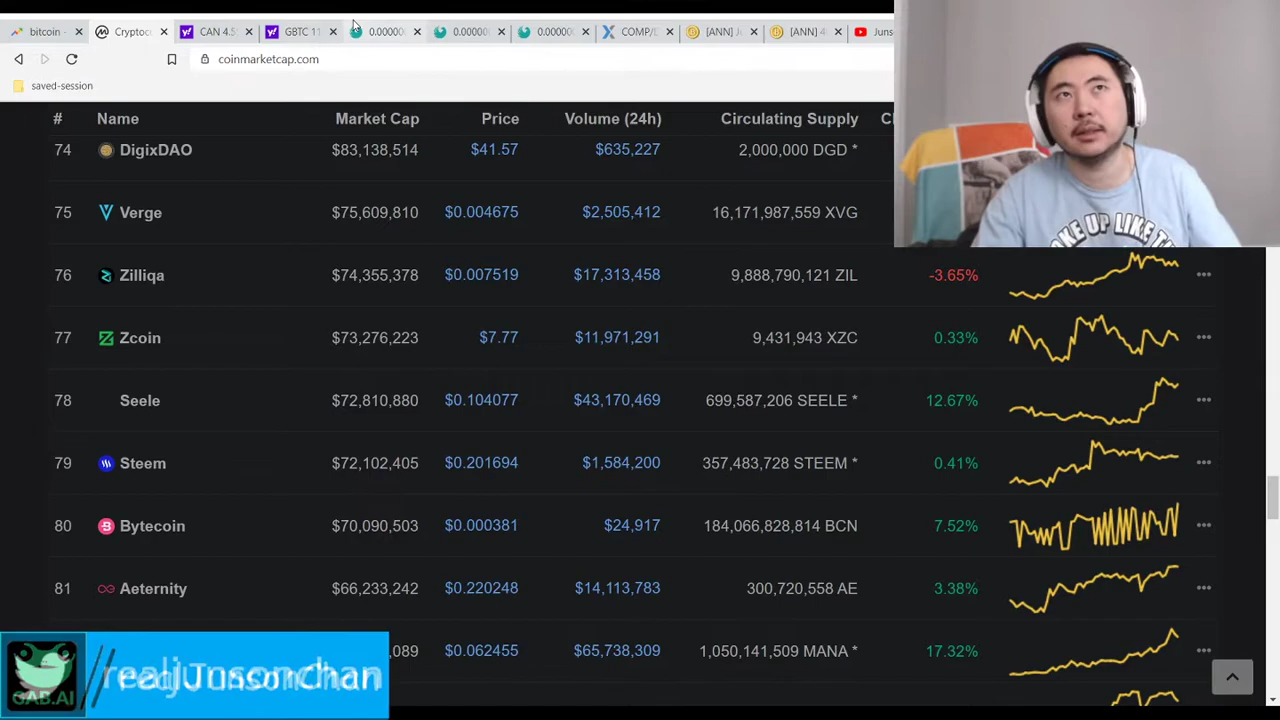 bitcoin
Cryptoc
CAN 4.5
GBTC 11
0.00000
0.00000
0.00000
COMP/
[ANN] J
[ANN] 4
Juns
coinmarketcap.com
saved-session
# Name Market Cap Price Volume (24h) Circulating Supply
74 DigixDAO $83,138,514 $41.57 $635,227 2,000,000 DGD *
75 Verge $75,609,810 $0.004675 $2,505,412 16,171,987,559 XVG
76 Zilliqa $74,355,378 $0.007519 $17,313,458 9,888,790,121 ZIL -3.65%
77 Zcoin $73,276,223 $7.77 $11,971,291 9,431,943 XZC 0.33%
78 Seele $72,810,880 $0.104077 $43,170,469 699,587,206 SEELE * 12.67%
79 Steem $72,102,405 $0.201694 $1,584,200 357,483,728 STEEM * 0.41%
80 Bytecoin $70,090,503 $0.000381 $24,917 184,066,828,814 BCN 7.52%
81 Aeternity $66,233,242 $0.220248 $14,113,783 300,720,558 AE 3.38%
089 $0.062455 $65,738,309 1,050,141,509 MANA * 17.32%
GAB.AI